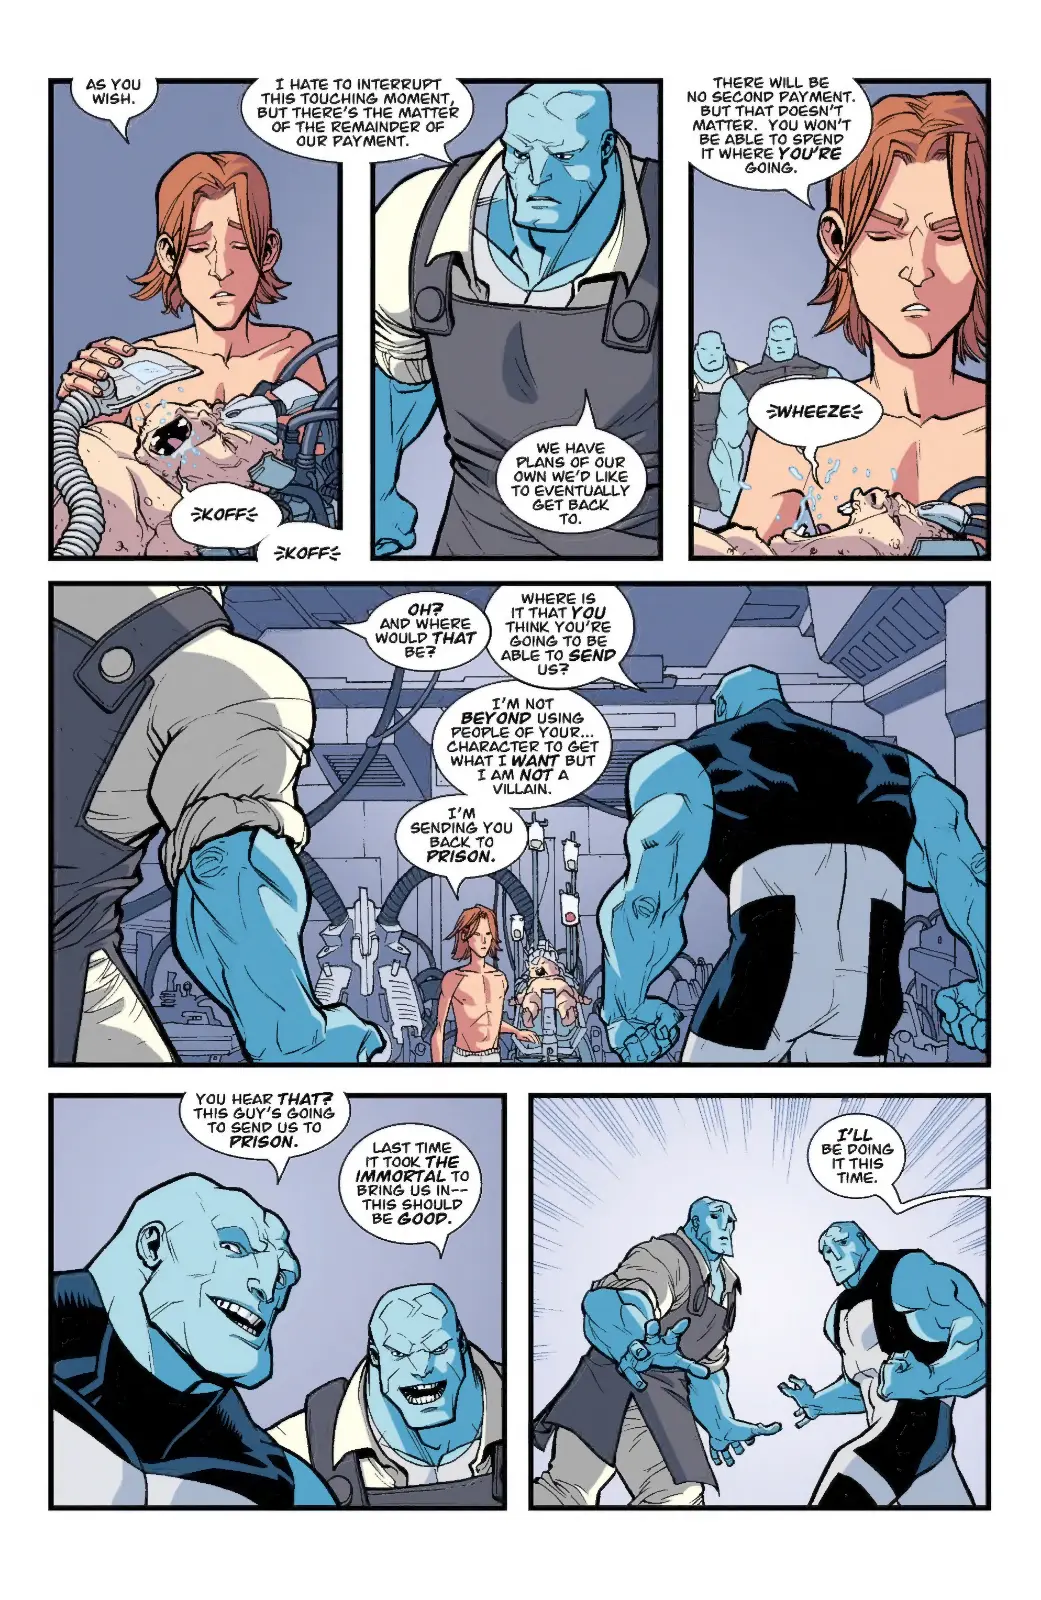 AS YOU
WISH.
KOFF
KOFF
I HATE TO INTERRUPT
THIS TOUCHING MOMENT,
BUT THERE'S THE MATTER
OF THE REMAINDER OF
OUR PAYMENT.
WE HAVE
PLANS OF OUR
OWN WE'D LIKE
TO EVENTUALLY
GET BACK
TO.
THERE WILL BE
NO SECOND PAYMENT.
BUT THAT DOESN'T
MATTER. YOU WON'T
BE ABLE TO SPEND
IT WHERE YOU'RE
GOING.
WHEEZE
OH?
AND WHERE
WOULD THAT
BE?
WHERE IS
IT THAT YOU
THINK YOU'RE
GOING TO BE
ABLE TO SEND
US?
I'M NOT
BEYOND USING
PEOPLE OF YOUR...
CHARACTER TO GET
WHAT I WANT BUT
I AM NOT A
VILLAIN.
I'M
SENDING YOU
BACK TO
PRISON.
YOU HEAR THAT?
THIS GUY'S GOING
TO SEND US TO
PRISON.
LAST TIME
IT TOOK THE
IMMORTAL TO
BRING US IN--
THIS SHOULD
BE GOOD.
I'LL
BE DOING
IT THIS
TIME.